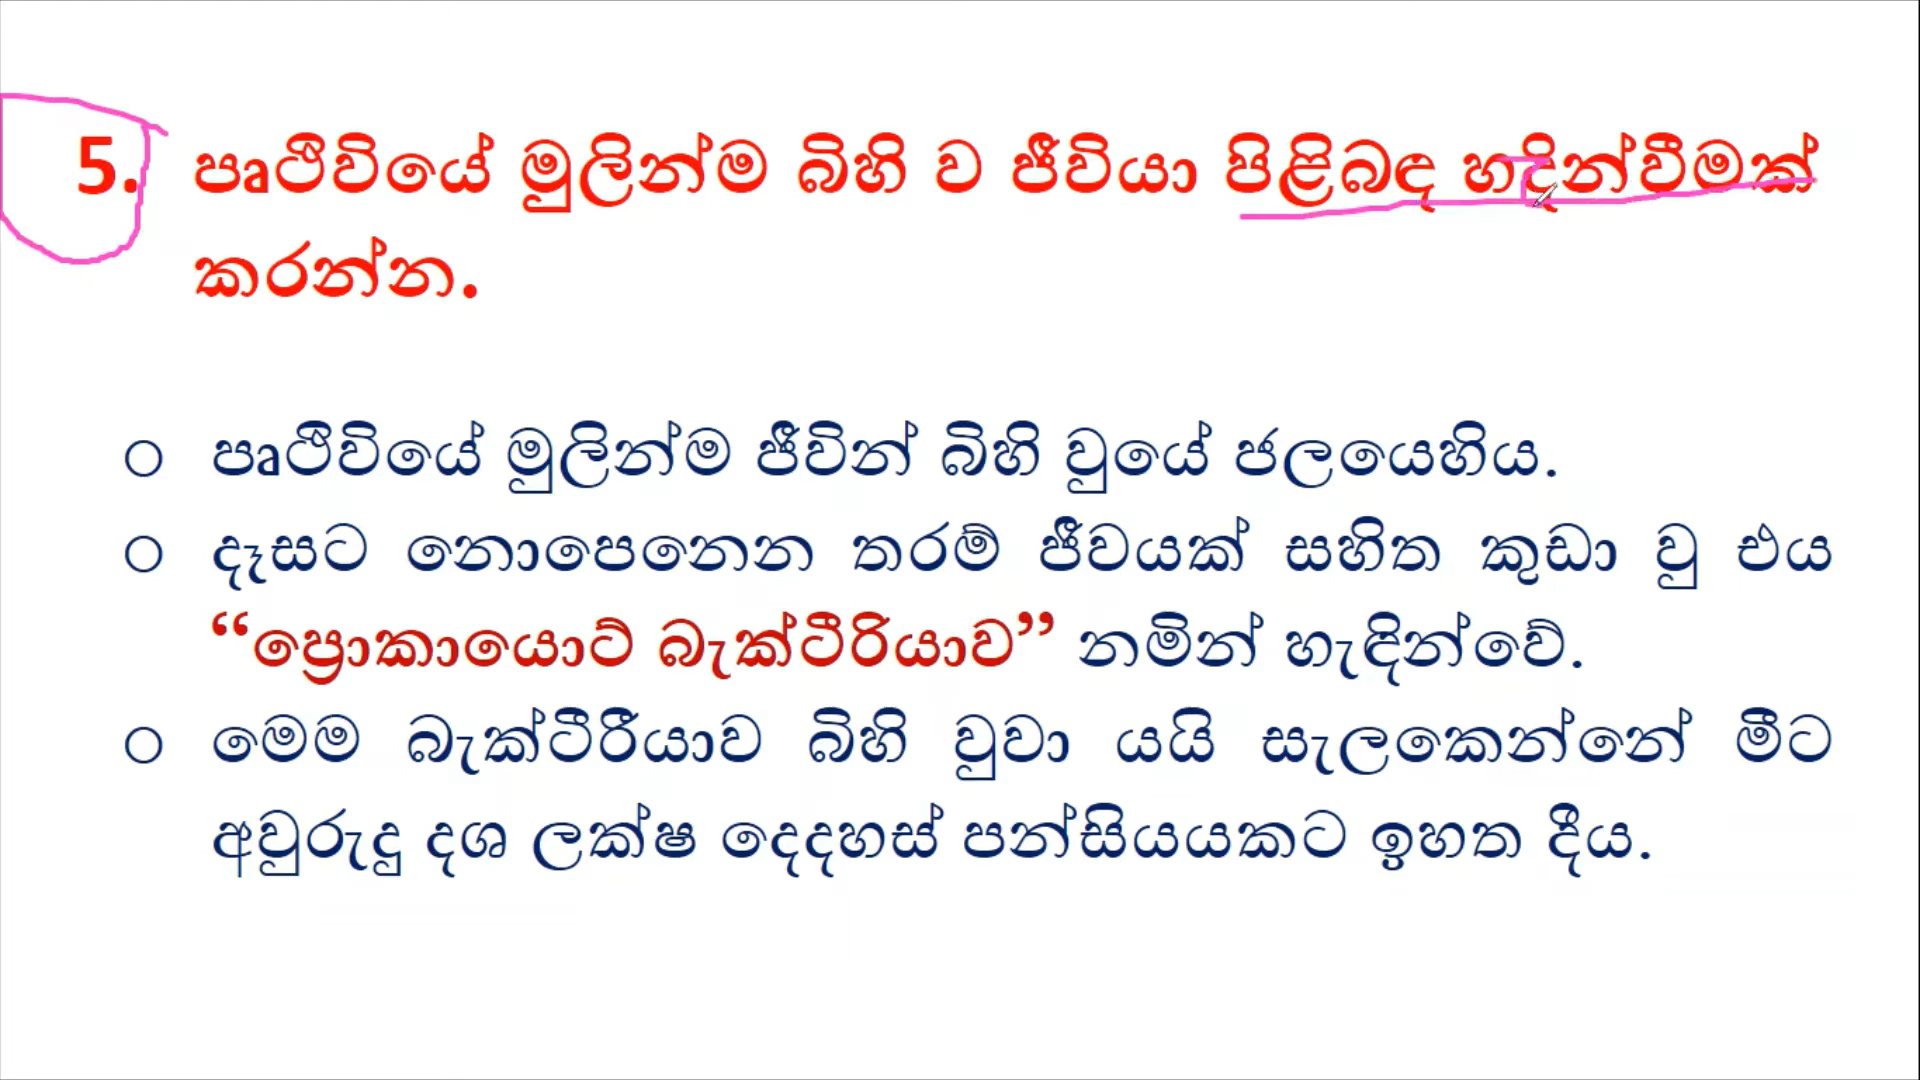 5. පෘථිවියේ මුලින්ම බිහි ව ජීවියා පිළිබඳ හදින්වීමක්
කරන්න.
○ පෘථිවියේ මුලින්ම ජීවින් බිහි වුයේ ජලයෙහිය.
○ දෑසට නොපෙනෙන තරම් ජීවයක් සහිත කුඩා වු එය
“ප්‍රොකායොට් බැක්ටීරියාව” නමින් හැඳින්වේ.
○ මෙම බැක්ටීරීයාව බිහි වුවා යයි සැලකෙන්නේ මීට
අවුරුදු දශ ලක්ෂ දෙදහස් පන්සියයකට ඉහත දීය.